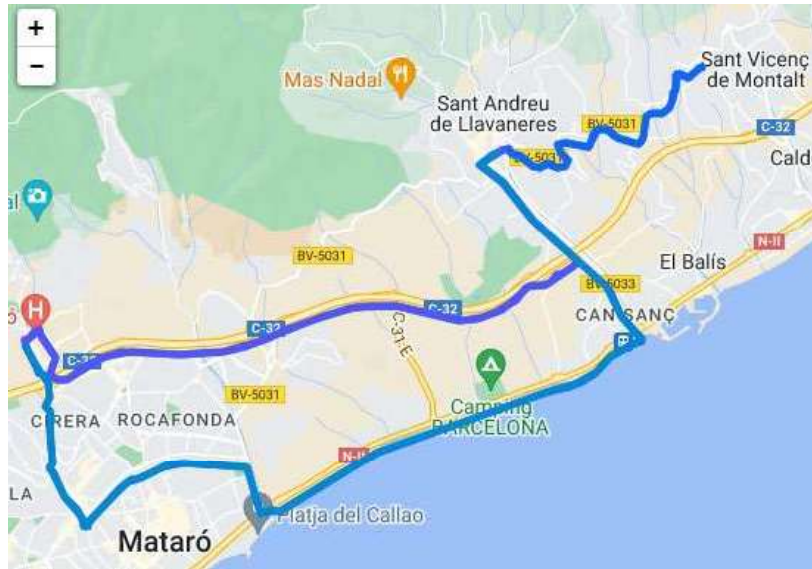 +
−
Mas Nadal
Sant Vicenç
de Montalt
Sant Andreu
de Llavaneres
BV-5031
C-32
BV-5031
Cald
al
N-II
BV-5031
El Balís
BV-5033
ó
H
C-32
CAN SANÇ
C-32
C-31-E
C-32
BV-5031
Camping
BARCELONA
CIRERA
ROCAFONDA
N-II
LA
Platja del Callao
Mataró